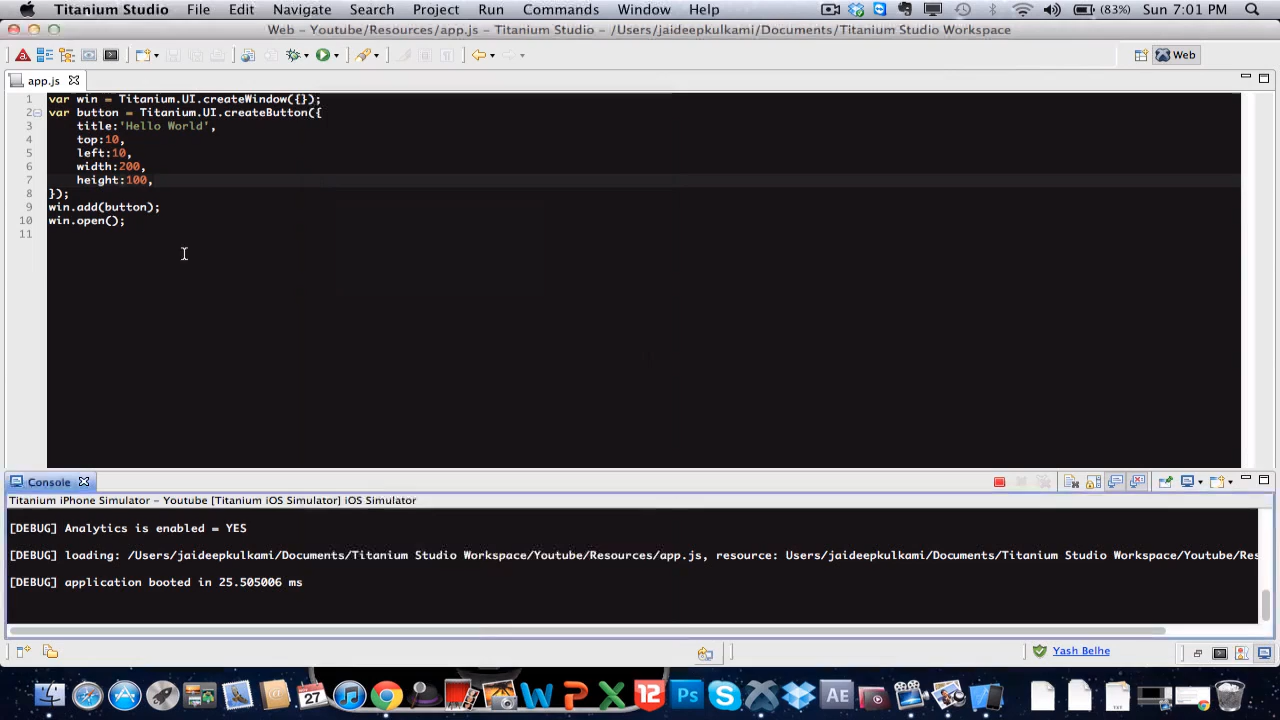 Titanium Studio File Edit Navigate Search Project Run Commands Window Help (83%) Sun 7:01 PM
Web – Youtube/Resources/app.js – Titanium Studio – /Users/jaideepkulkarni/Documents/Titanium Studio Workspace
Web
app.js
1 var win = Titanium.UI.createWindow({});
2 var button = Titanium.UI.createButton({
3 title:'Hello World',
4 top:10,
5 left:10,
6 width:200,
7 height:100,
8 });
9 win.add(button);
10 win.open();
11
Console
Titanium iPhone Simulator – Youtube [Titanium iOS Simulator] iOS Simulator
[DEBUG] Analytics is enabled = YES
[DEBUG] loading: /Users/jaideepkulkarni/Documents/Titanium Studio Workspace/Youtube/Resources/app.js, resource: Users/jaideepkulkarni/Documents/Titanium Studio Workspace/Youtube/Res
[DEBUG] application booted in 25.505006 ms
Yash Belhe
27 12 Ps AE